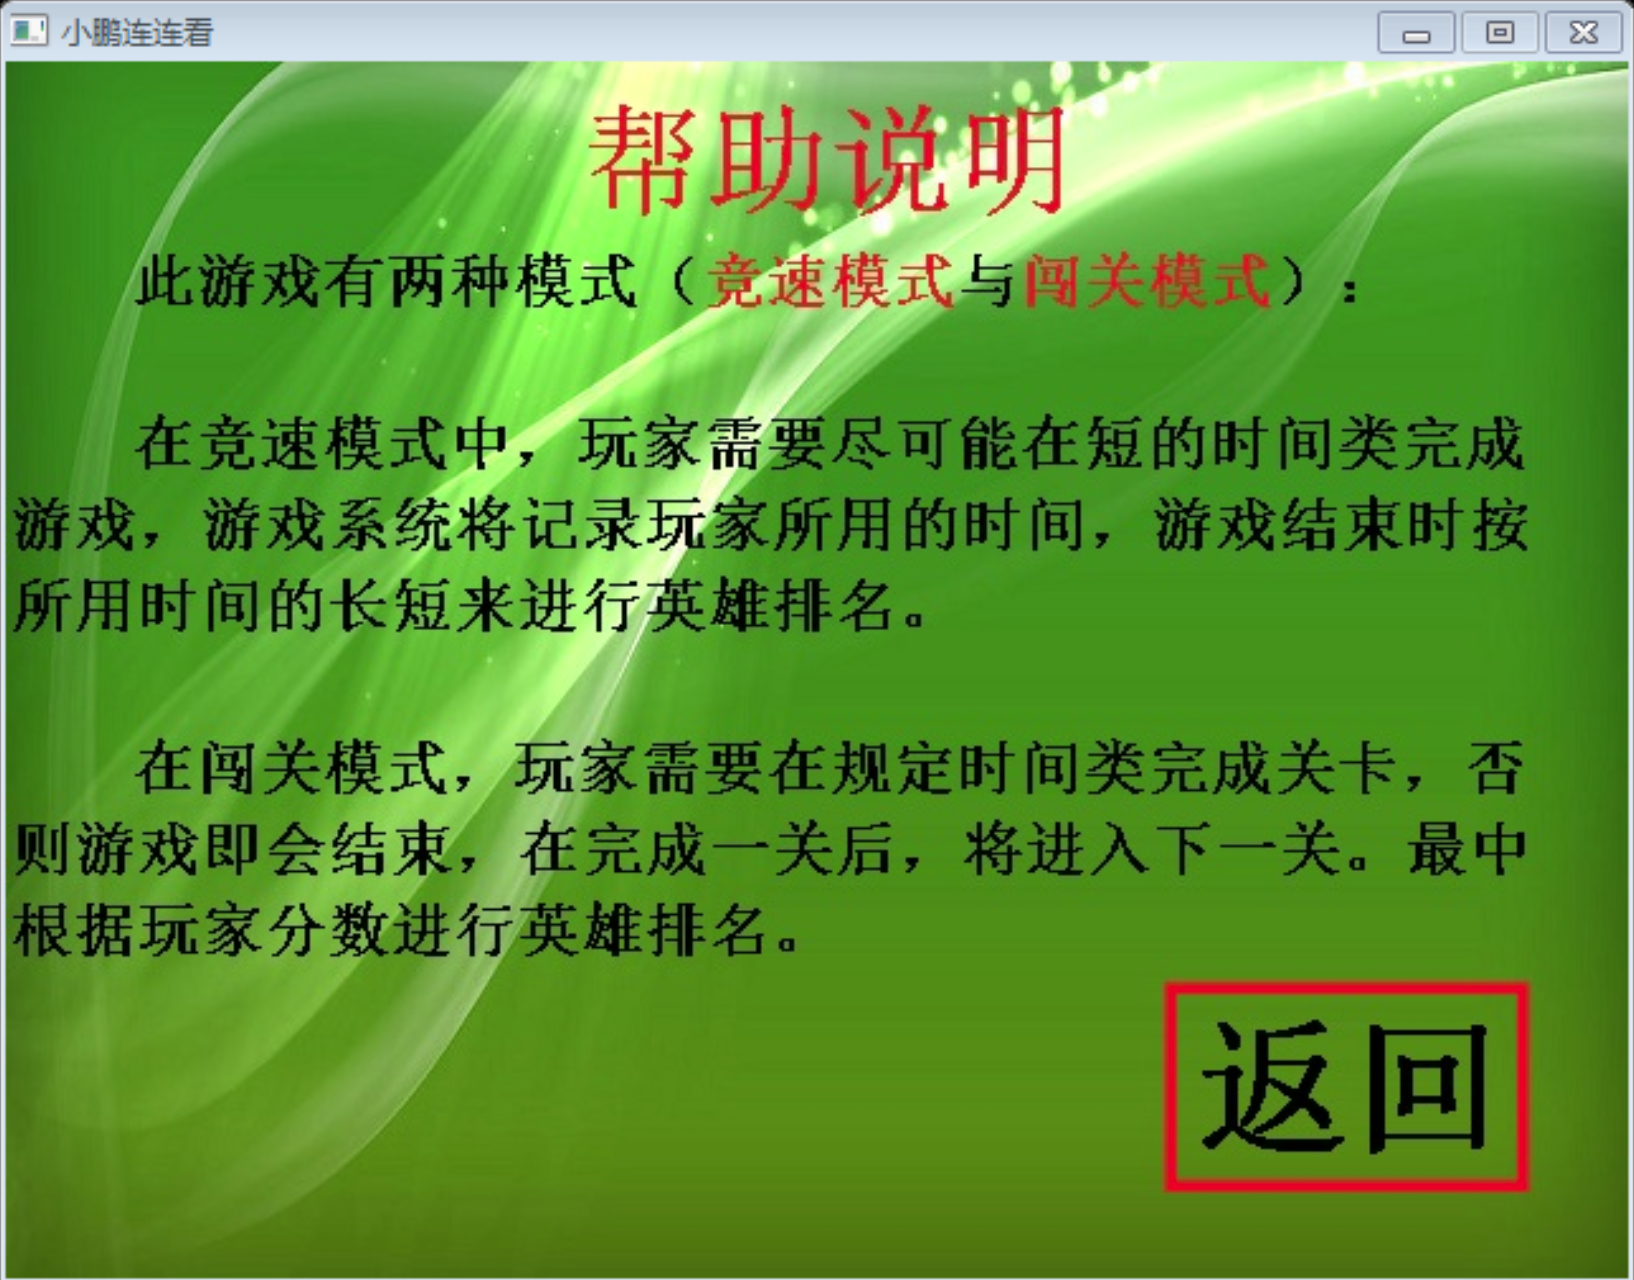 小鹏连连看
帮助说明
此游戏有两种模式（竞速模式与闯关模式）：
在竞速模式中，玩家需要尽可能在短的时间类完成
游戏，游戏系统将记录玩家所用的时间，游戏结束时按
所用时间的长短来进行英雄排名。
在闯关模式，玩家需要在规定时间类完成关卡，否
则游戏即会结束，在完成一关后，将进入下一关。最中
根据玩家分数进行英雄排名。
返回